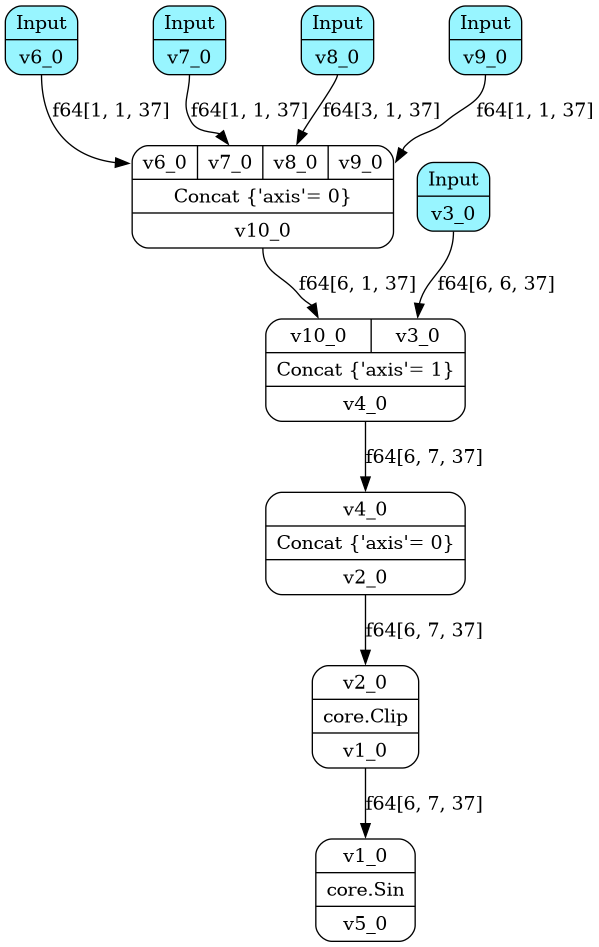 Input
v6_0
Input
v7_0
Input
v8_0
Input
v9_0
f64[1, 1, 37]
f64[1, 1, 37]
f64[3, 1, 37]
f64[1, 1, 37]
v6_0
v7_0
v8_0
v9_0
Concat {'axis'= 0}
v10_0
Input
v3_0
f64[6, 1, 37]
f64[6, 6, 37]
v10_0
v3_0
Concat {'axis'= 1}
v4_0
f64[6, 7, 37]
v4_0
Concat {'axis'= 0}
v2_0
f64[6, 7, 37]
v2_0
core.Clip
v1_0
f64[6, 7, 37]
v1_0
core.Sin
v5_0